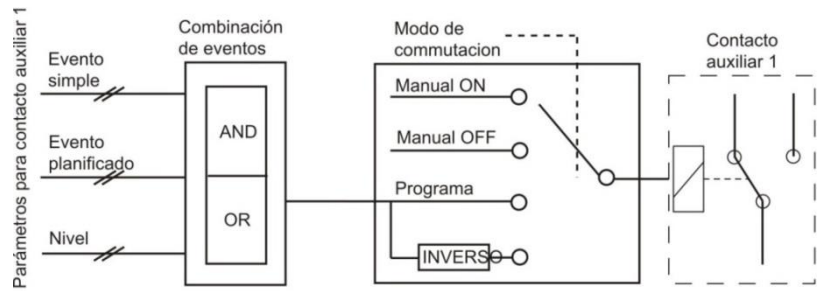 Parámetros para contacto auxiliar 1
Evento
simple
Evento
planificado
Nivel
Combinación
de eventos
AND
OR
Modo de
commutacion
Manual ON
Manual OFF
Programa
INVERSO
Contacto
auxiliar 1